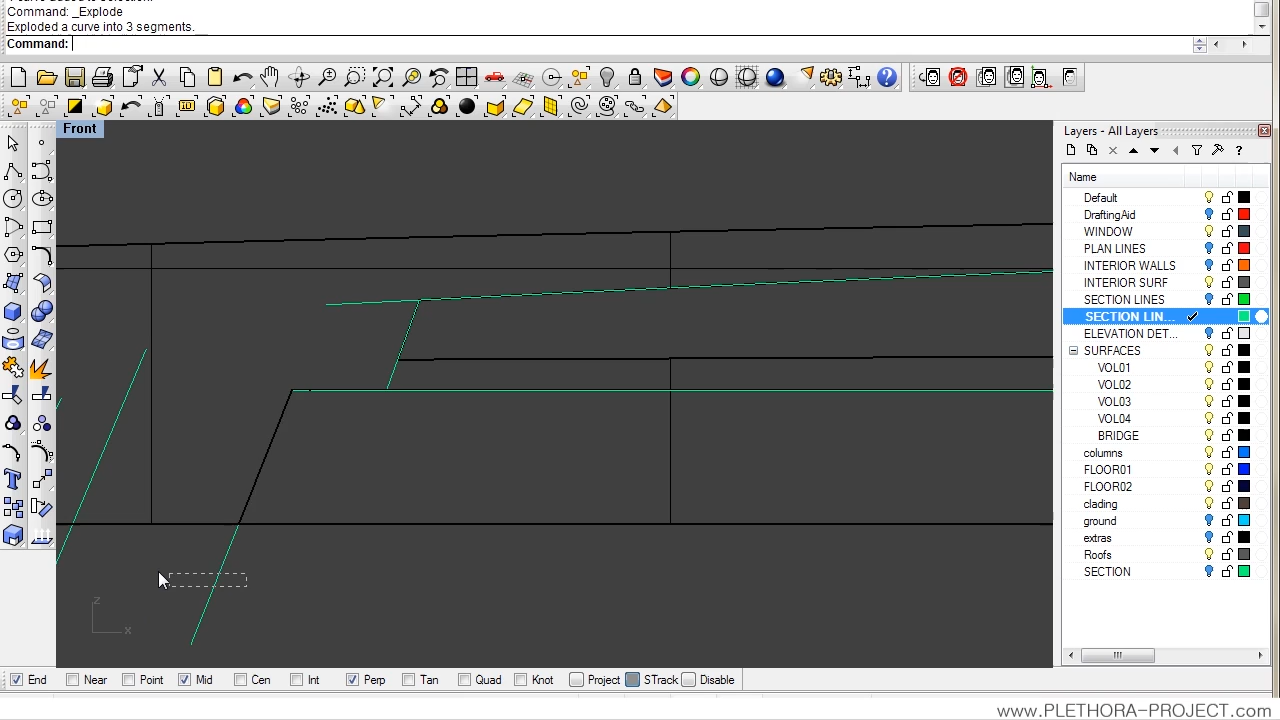 Command: _Explode
Exploded a curve into 3 segments.
Command:
Front
Layers - All Layers
Name
Default
DraftingAid
WINDOW
PLAN LINES
INTERIOR WALLS
INTERIOR SURF
SECTION LINES
SECTION LIN...
ELEVATION DET...
SURFACES
VOL01
VOL02
VOL03
VOL04
BRIDGE
columns
FLOOR01
FLOOR02
clading
ground
extras
Roofs
SECTION
z
x
End Near Point Mid Cen Int Perp Tan Quad Knot Project STrack Disable
www.PLETHORA-PROJECT.com